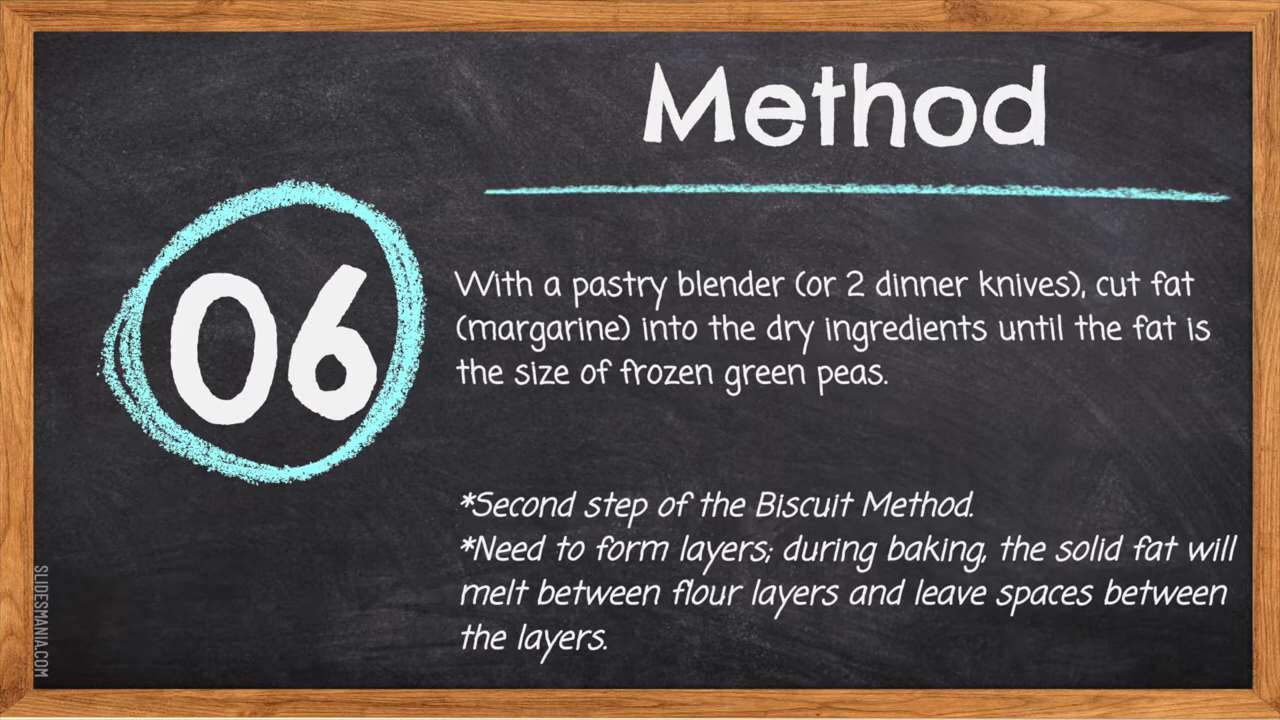 Method
06
With a pastry blender (or 2 dinner knives), cut fat
(margarine) into the dry ingredients until the fat is
the size of frozen green peas.
*Second step of the Biscuit Method.
*Need to form layers; during baking, the solid fat will
melt between flour layers and leave spaces between
the layers.
SLIDESMANIA.COM